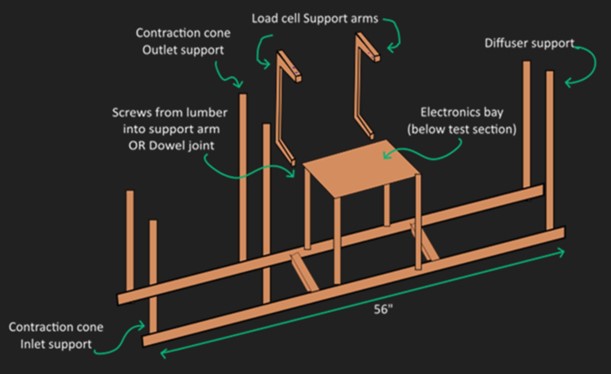 Load cell Support arms
Contraction cone
Outlet support
Diffuser support
Screws from lumber
into support arm
OR Dowel joint
Electronics bay
(below test section)
56"
Contraction cone
Inlet support